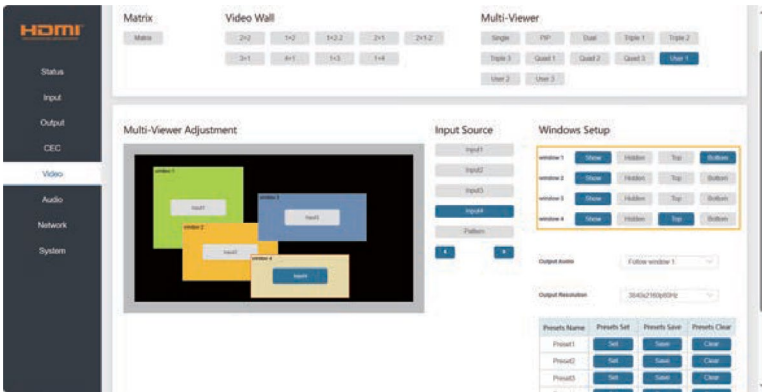 HDMI
Status
Input
Output
CEC
Video
Audio
Network
System
Matrix
Matrix
Video Wall
2×2 1×2 1×2.2 2×1 2×1-2
3×1 4×1 1×3 1×4
Multi-Viewer
Single PIP Dual Triple 1 Triple 2
Triple 3 Quad 1 Quad 2 Quad 3 User 1
User 2 User 3
Multi-Viewer Adjustment
window 1
Input1
window 3
Input3
window 2
Input2
window 4
Input4
Input Source
Input1
Input2
Input3
Input4
Pattern
Windows Setup
window 1 Show Hidden Top Bottom
window 2 Show Hidden Top Bottom
window 3 Show Hidden Top Bottom
window 4 Show Hidden Top Bottom
Output Audio Follow window 1
Output Resolution 3840x2160p60Hz
Presets Name Presets Set Presets Save Presets Clear
Preset1 Set Save Clear
Preset2 Set Save Clear
Preset3 Set Save Clear